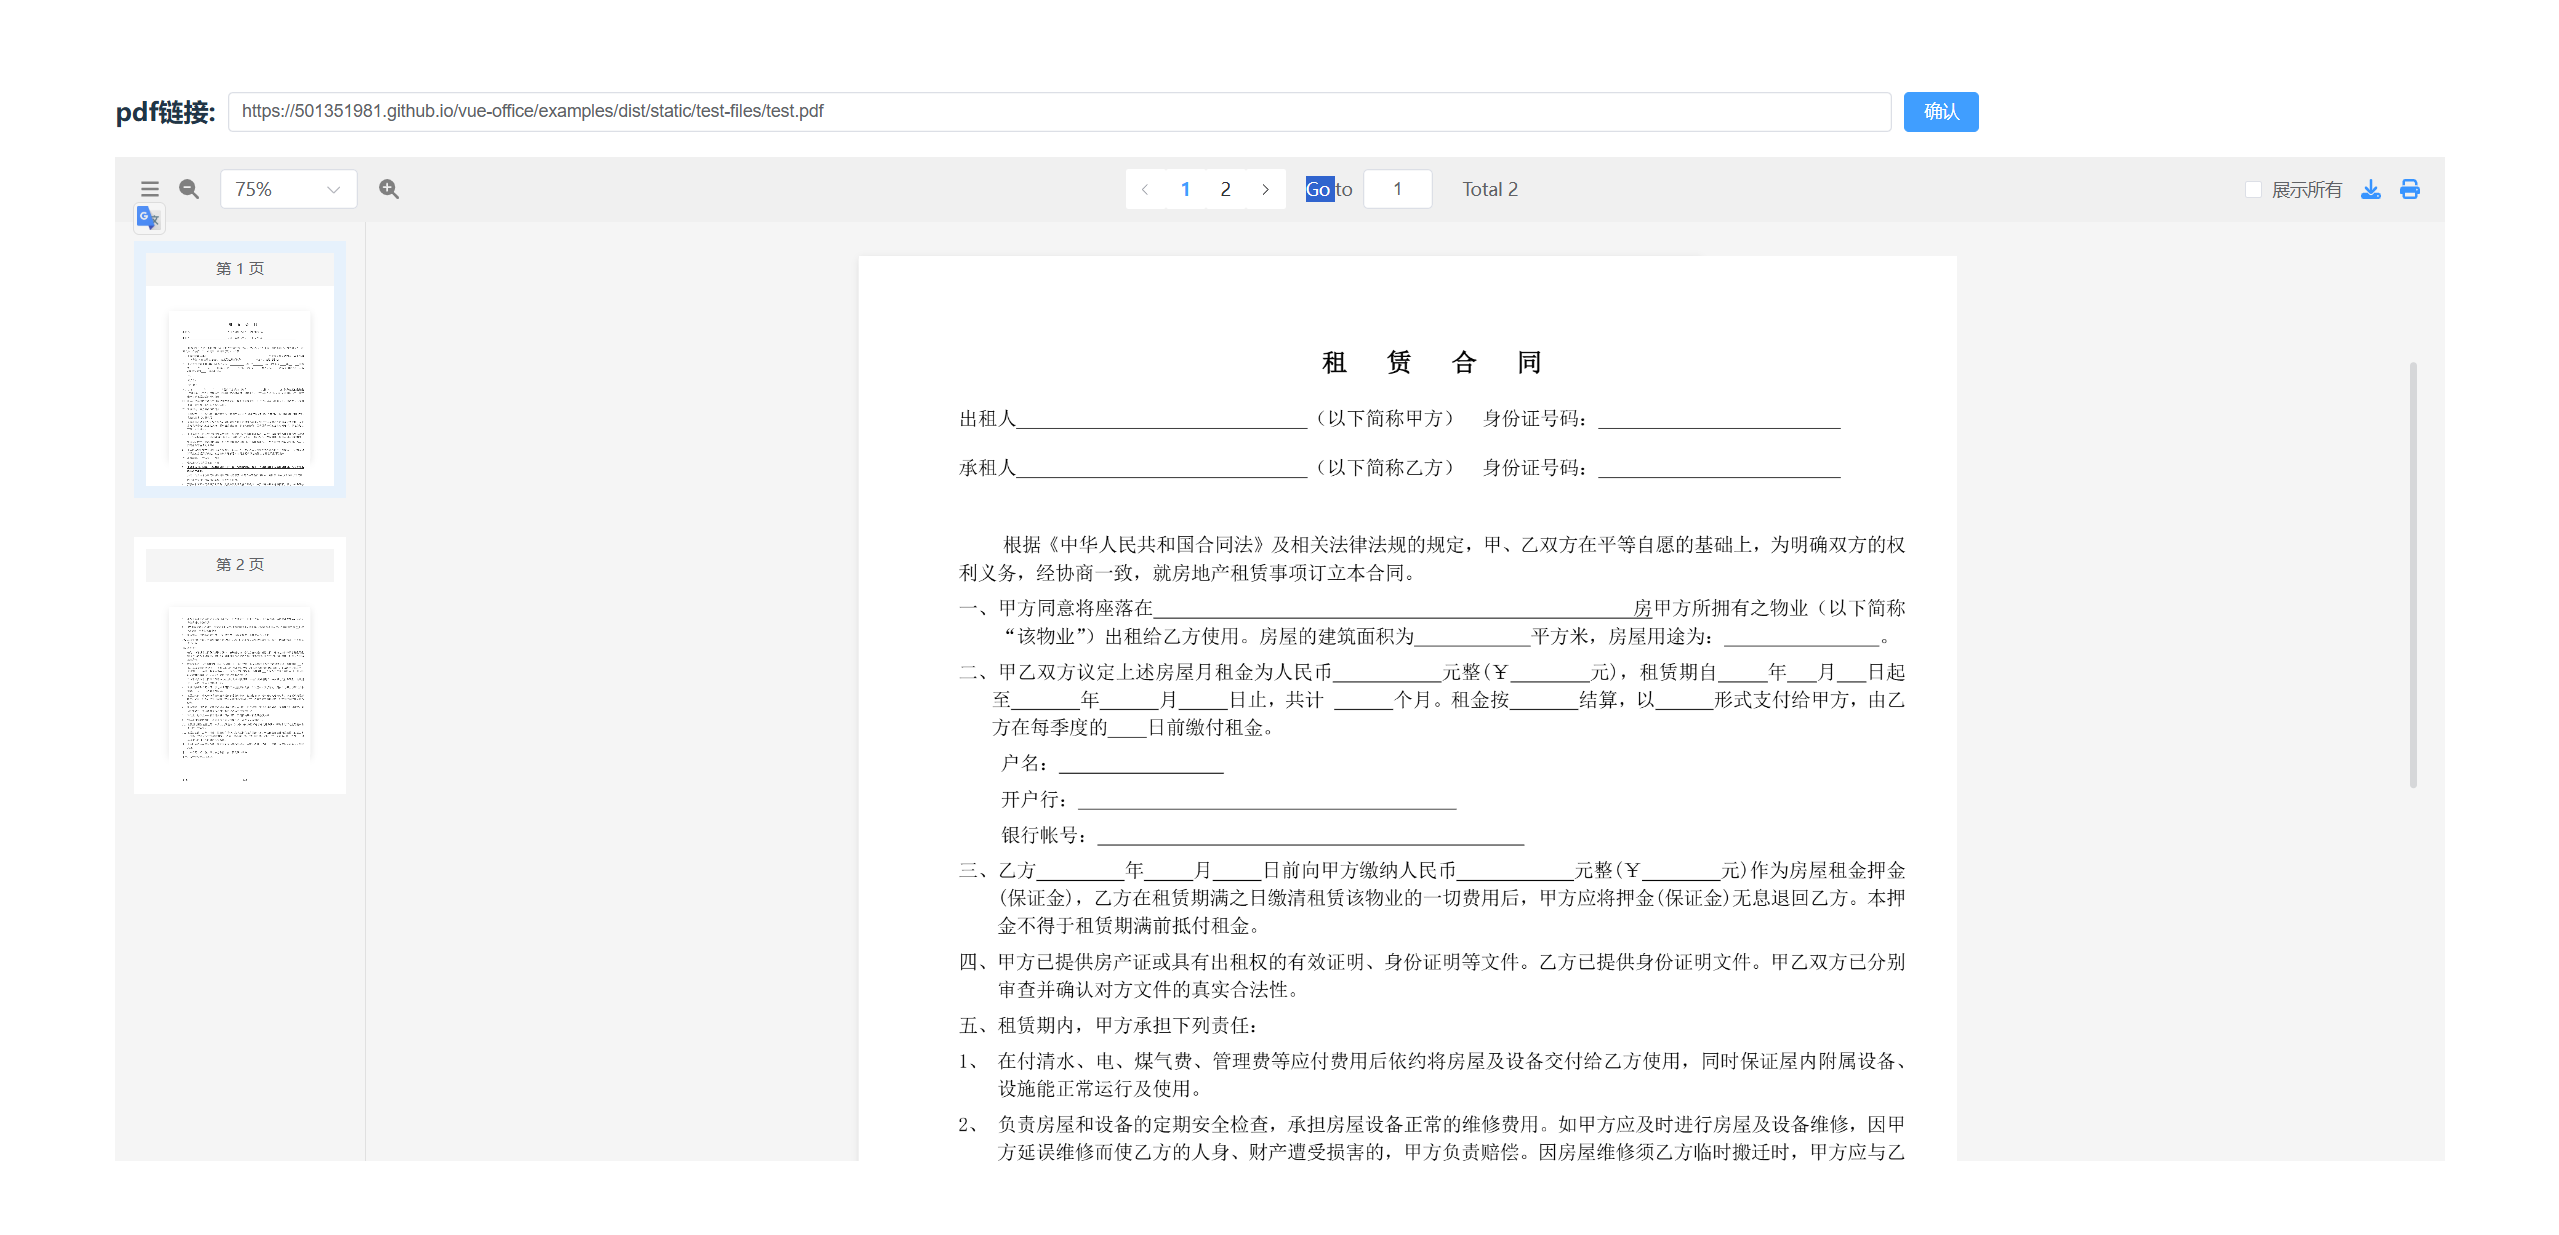 pdf链接: https://501351981.github.io/vue-office/examples/dist/static/test-files/test.pdf 确认
75% 1 2 Go to 1 Total 2 展示所有
第 1 页
第 2 页
租 赁 合 同
出租人______________________________（以下简称甲方） 身份证号码：_________________________
承租人______________________________（以下简称乙方） 身份证号码：_________________________
根据《中华人民共和国合同法》及相关法律法规的规定，甲、乙双方在平等自愿的基础上，为明确双方的权
利义务，经协商一致，就房地产租赁事项订立本合同。
一、甲方同意将座落在__________________________________________________房甲方所拥有之物业（以下简称
“该物业”）出租给乙方使用。房屋的建筑面积为____________平方米，房屋用途为：________________。
二、甲乙双方议定上述房屋月租金为人民币___________元整(￥________元)，租赁期自_____年___月___日起
至_______年______月_____日止，共计 ______个月。租金按_______结算，以______形式支付给甲方，由乙
方在每季度的____日前缴付租金。
户名：_________________
开户行：_______________________________________
银行帐号：____________________________________________
三、乙方_________年_____月_____日前向甲方缴纳人民币____________元整(￥________元)作为房屋租金押金
(保证金)，乙方在租赁期满之日缴清租赁该物业的一切费用后，甲方应将押金(保证金)无息退回乙方。本押
金不得于租赁期满前抵付租金。
四、甲方已提供房产证或具有出租权的有效证明、身份证明等文件。乙方已提供身份证明文件。甲乙双方已分别
审查并确认对方文件的真实合法性。
五、租赁期内，甲方承担下列责任：
1、 在付清水、电、煤气费、管理费等应付费用后依约将房屋及设备交付给乙方使用，同时保证屋内附属设备、
设施能正常运行及使用。
2、 负责房屋和设备的定期安全检查，承担房屋设备正常的维修费用。如甲方应及时进行房屋及设备维修，因甲
方延误维修而使乙方的人身、财产遭受损害的，甲方负责赔偿。因房屋维修须乙方临时搬迁时，甲方应与乙